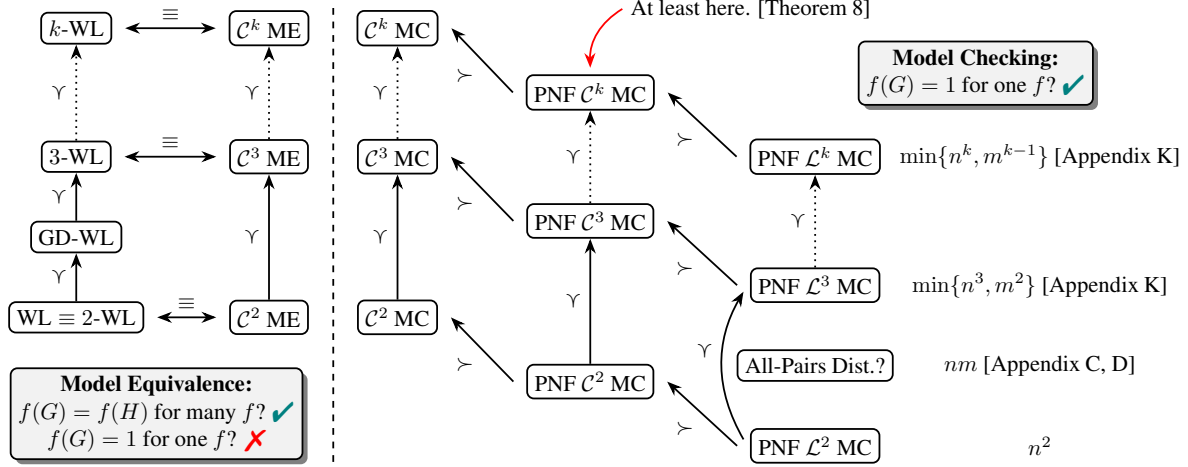 At least here. [Theorem 8]
k-WL ≡ C^k ME
C^k MC
≻
Model Checking:
f(G) = 1 for one f? ✓
PNF C^k MC
≻
≻
≻
≻
≻
3-WL ≡ C^3 ME
C^3 MC
PNF L^k MC min{n^k, m^{k−1}} [Appendix K]
≻
≻
≻
PNF C^3 MC
≻
GD-WL
≻
≻
≻
≻
≻
PNF L^3 MC min{n^3, m^2} [Appendix K]
WL ≡ 2-WL ≡ C^2 ME
C^2 MC
≻
≻
≻
All-Pairs Dist.? nm [Appendix C, D]
PNF C^2 MC
≻
PNF L^2 MC n^2
Model Equivalence:
f(G) = f(H) for many f? ✓
f(G) = 1 for one f? ✗